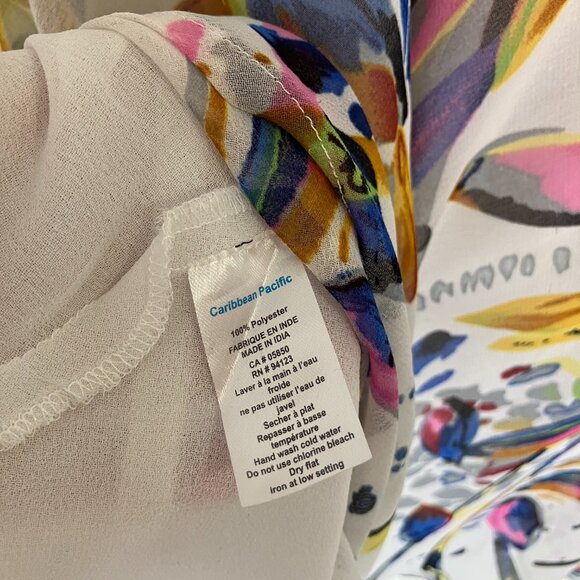 Caribbean Pacific
100% Polyester
FABRIQUE EN INDE
MADE IN IDIA
CA # 05850
RN # 94123
Laver à la main à l'eau
froide
ne pas utiliser l'eau de
javel
Secher à plat
Repasser à basse
température
Hand wash cold water
Do not use chlorine bleach
Dry flat
iron at low setting